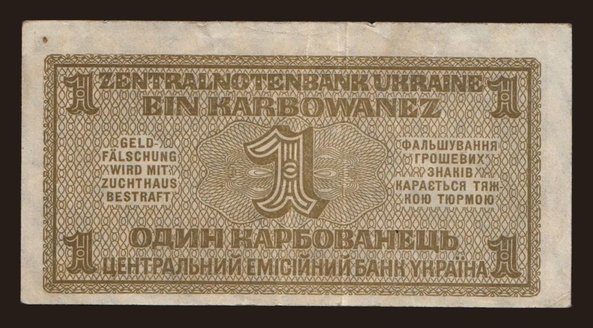 ZENTRALNOTENBANK UKRAINE
1 1
EIN KARBOWANEZ
GELD-
FÄLSCHUNG
WIRD MIT
ZUCHTHAUS
BESTRAFT
1
ФАЛЬШУВАННЯ
ГРОШЕВИХ
ЗНАКІВ
КАРАЄТЬСЯ ТЯЖ-
КОЮ ТЮРМОЮ
ОДИН КАРБОВАНЕЦЬ
1 1
ЦЕНТРАЛЬНИЙ ЕМІСІЙНИЙ БАНК УКРАЇНА